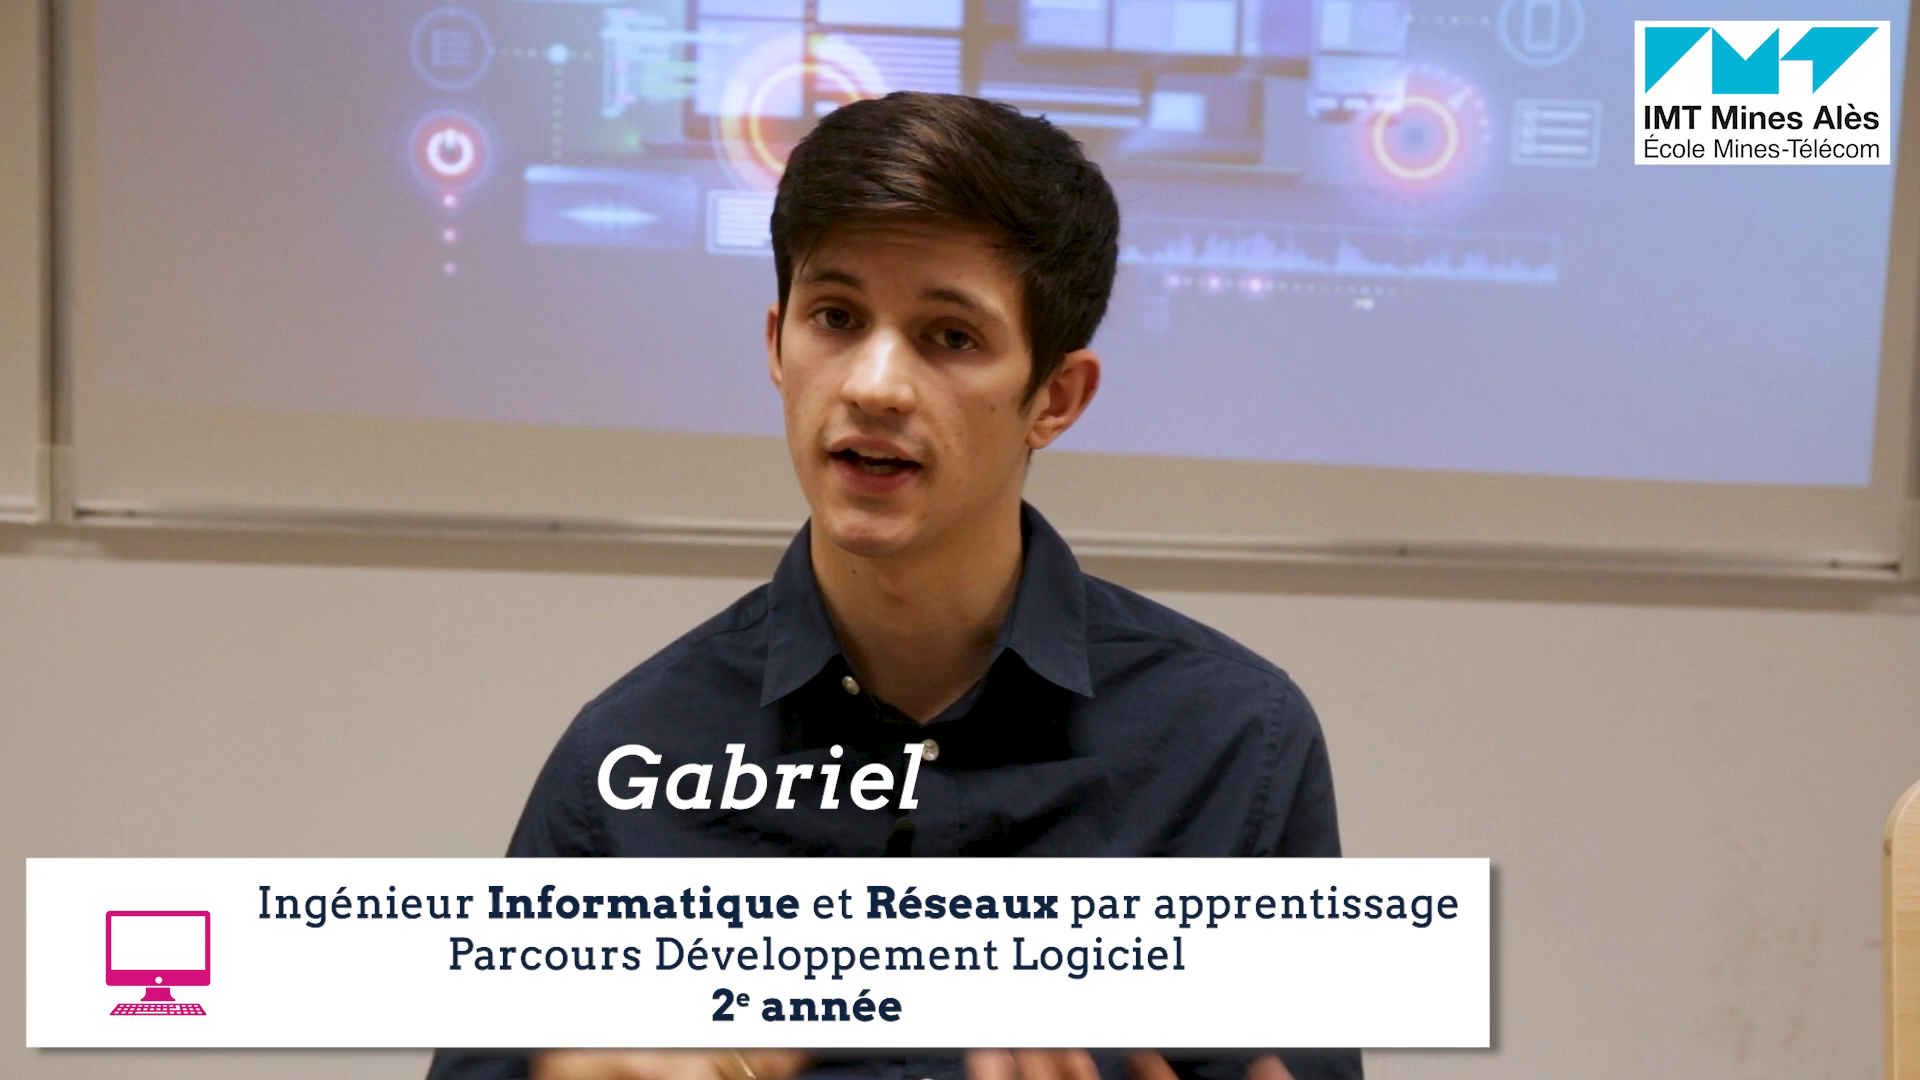 IMT Mines Alès
École Mines-Télécom
Gabriel
Ingénieur Informatique et Réseaux par apprentissage
Parcours Développement Logiciel
2e année